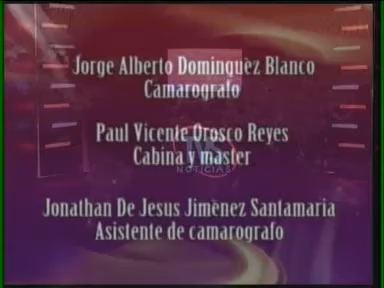 Jorge Alberto Dominguez Blanco
Camarografo
Paul Vicente Orosco Reyes
Cabina y master
NOTICIAS
Jonathan De Jesus Jimenez Santamaria
Asistente de camarografo